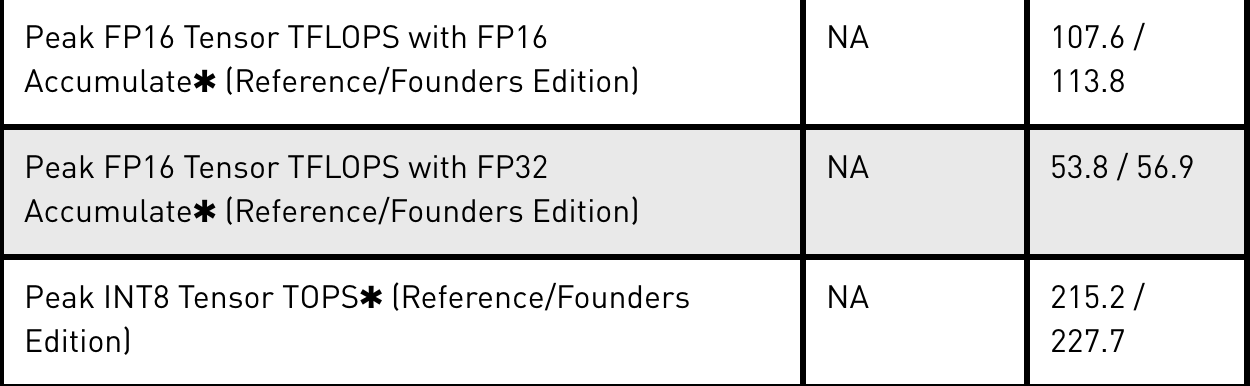 Peak FP16 Tensor TFLOPS with FP16 NA 107.6 /
Accumulate✱ (Reference/Founders Edition) 113.8
Peak FP16 Tensor TFLOPS with FP32 NA 53.8 / 56.9
Accumulate✱ (Reference/Founders Edition)
Peak INT8 Tensor TOPS✱ (Reference/Founders NA 215.2 /
Edition) 227.7